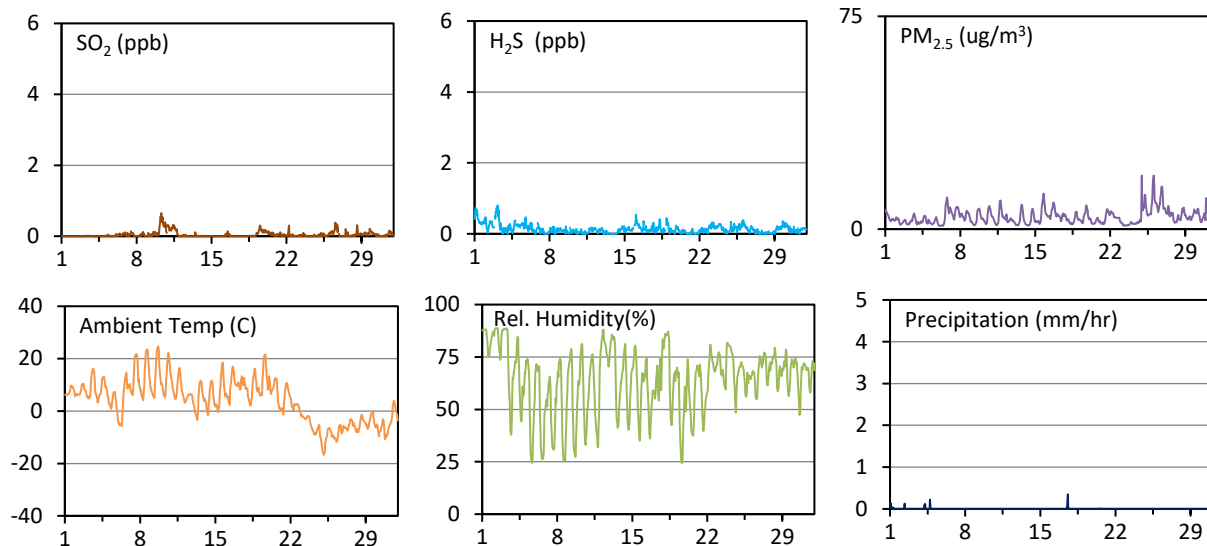 SO₂ (ppb)
6
4
2
0
1 8 15 22 29
H₂S (ppb)
6
4
2
0
1 8 15 22 29
PM₂.₅ (ug/m³)
75
0
1 8 15 22 29
Ambient Temp (C)
40
20
0
-20
-40
1 8 15 22 29
Rel. Humidity(%)
100
75
50
25
0
1 8 15 22 29
Precipitation (mm/hr)
5
4
3
2
1
0
1 8 15 22 29